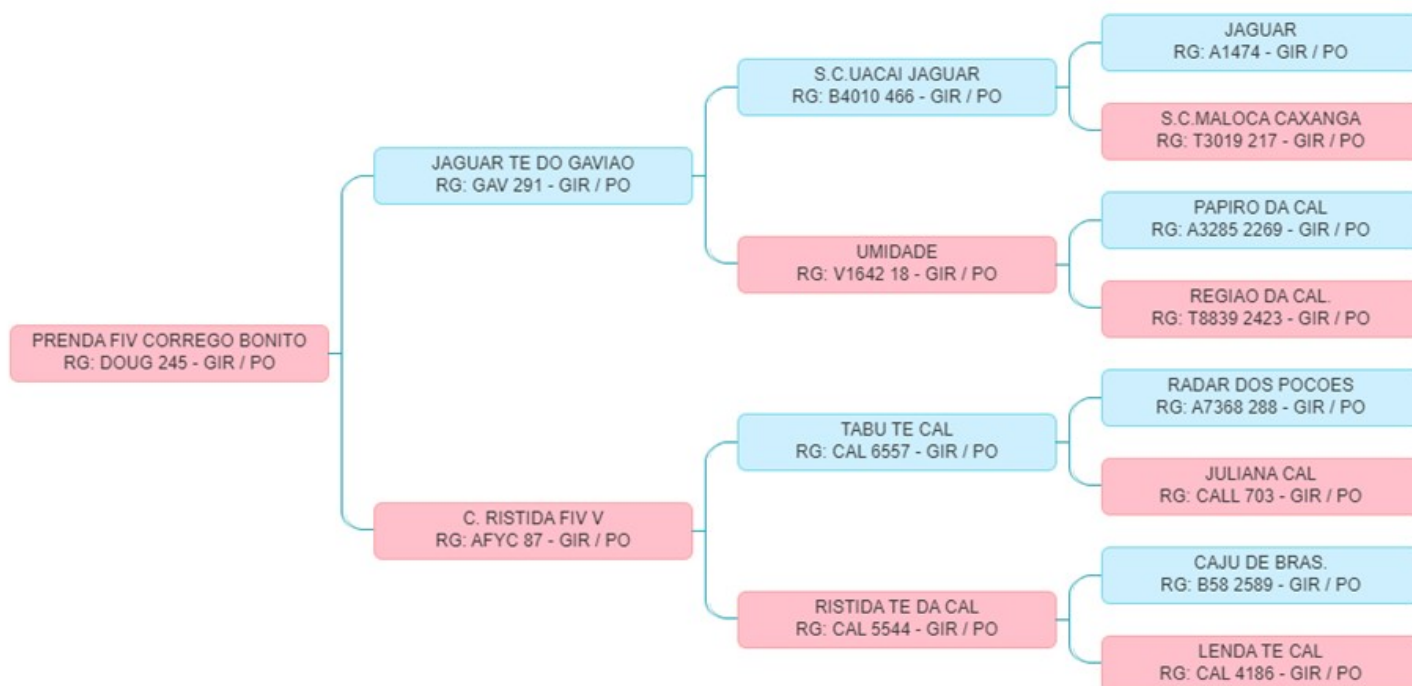 JAGUAR
RG: A1474 - GIR / PO
S.C.UACAI JAGUAR
RG: B4010 466 - GIR / PO
S.C.MALOCA CAXANGA
RG: T3019 217 - GIR / PO
JAGUAR TE DO GAVIAO
RG: GAV 291 - GIR / PO
PAPIRO DA CAL
RG: A3285 2269 - GIR / PO
UMIDADE
RG: V1642 18 - GIR / PO
REGIAO DA CAL.
RG: T8839 2423 - GIR / PO
PRENDA FIV CORREGO BONITO
RG: DOUG 245 - GIR / PO
RADAR DOS POCOES
RG: A7368 288 - GIR / PO
TABU TE CAL
RG: CAL 6557 - GIR / PO
JULIANA CAL
RG: CALL 703 - GIR / PO
C. RISTIDA FIV V
RG: AFYC 87 - GIR / PO
CAJU DE BRAS.
RG: B58 2589 - GIR / PO
RISTIDA TE DA CAL
RG: CAL 5544 - GIR / PO
LENDA TE CAL
RG: CAL 4186 - GIR / PO